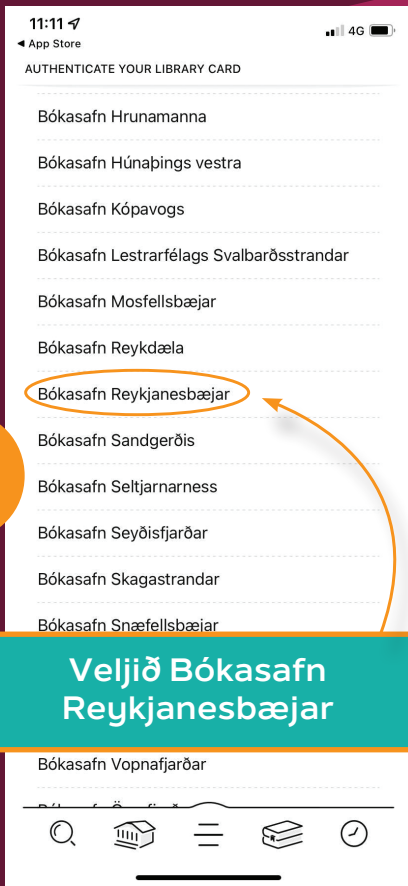 11:11
4G
◀ App Store
AUTHENTICATE YOUR LIBRARY CARD
Bókasafn Hrunamanna
Bókasafn Húnaþings vestra
Bókasafn Kópavogs
Bókasafn Lestrarfélags Svalbarðsstrandar
Bókasafn Mosfellsbæjar
Bókasafn Reykdæla
Bókasafn Reykjanesbæjar
Bókasafn Sandgerðis
Bókasafn Seltjarnarness
Bókasafn Seyðisfjarðar
Bókasafn Skagastrandar
Bókasafn Snæfellsbæjar
Veljið Bókasafn
Reykjanesbæjar
Bókasafn Vopnafjarðar